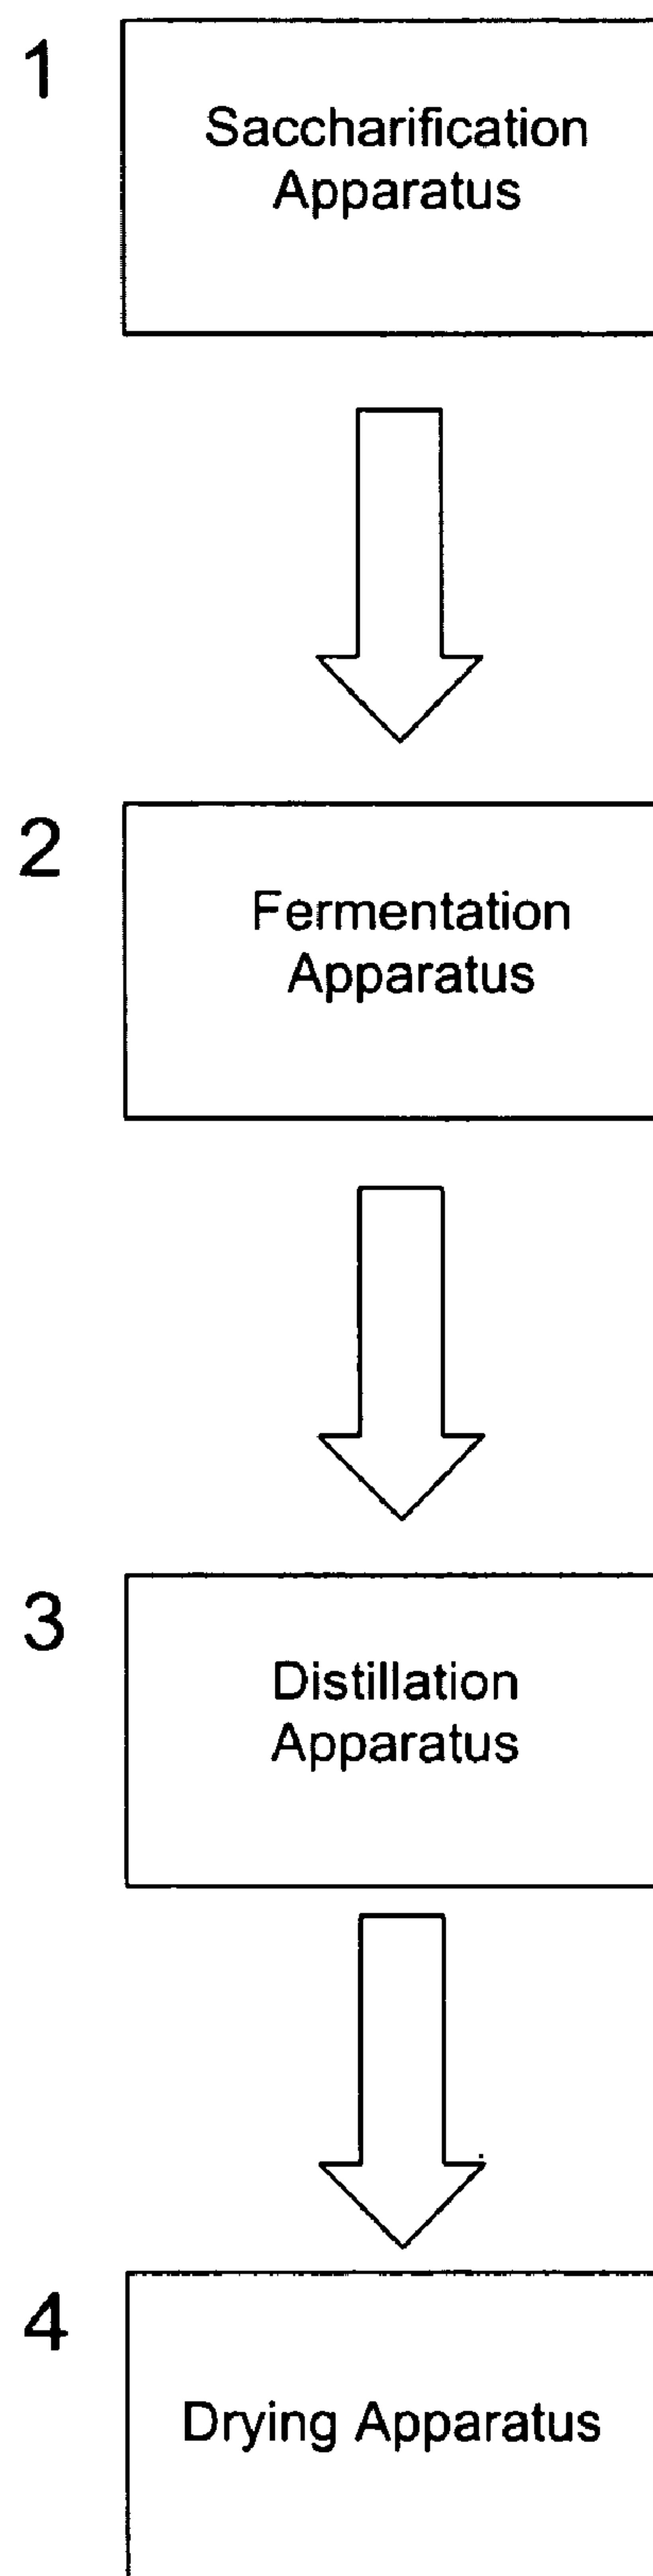 1
Saccharification
Apparatus
2
Fermentation
Apparatus
3
Distillation
Apparatus
4
Drying Apparatus